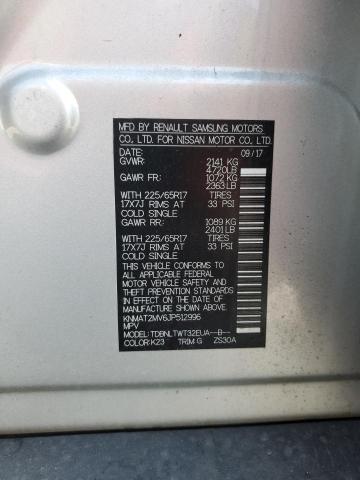 MFD BY RENAULT SAMSUNG MOTORS
CO., LTD. FOR NISSAN MOTOR CO., LTD.
DATE: 09/17
GVWR: 2141 KG
4720LB
GAWR FR: 1072 KG
2363LB
WITH 225/65R17 TIRES
17X7J RIMS AT 33 PSI
COLD SINGLE
GAWR RR: 1089 KG
2401LB
WITH 225/65R17 TIRES
17X7J RIMS AT 33 PSI
COLD SINGLE
THIS VEHICLE CONFORMS TO
ALL APPLICABLE FEDERAL
MOTOR VEHICLE SAFETY AND
THEFT PREVENTION STANDARDS
IN EFFECT ON THE DATE OF
MANUFACTURE SHOWN ABOVE.
KNMAT2MV6JP512995
MPV
MODEL:TDBNLTWT32EUA--B--
COLOR:K23 TRIM:G ZS30A